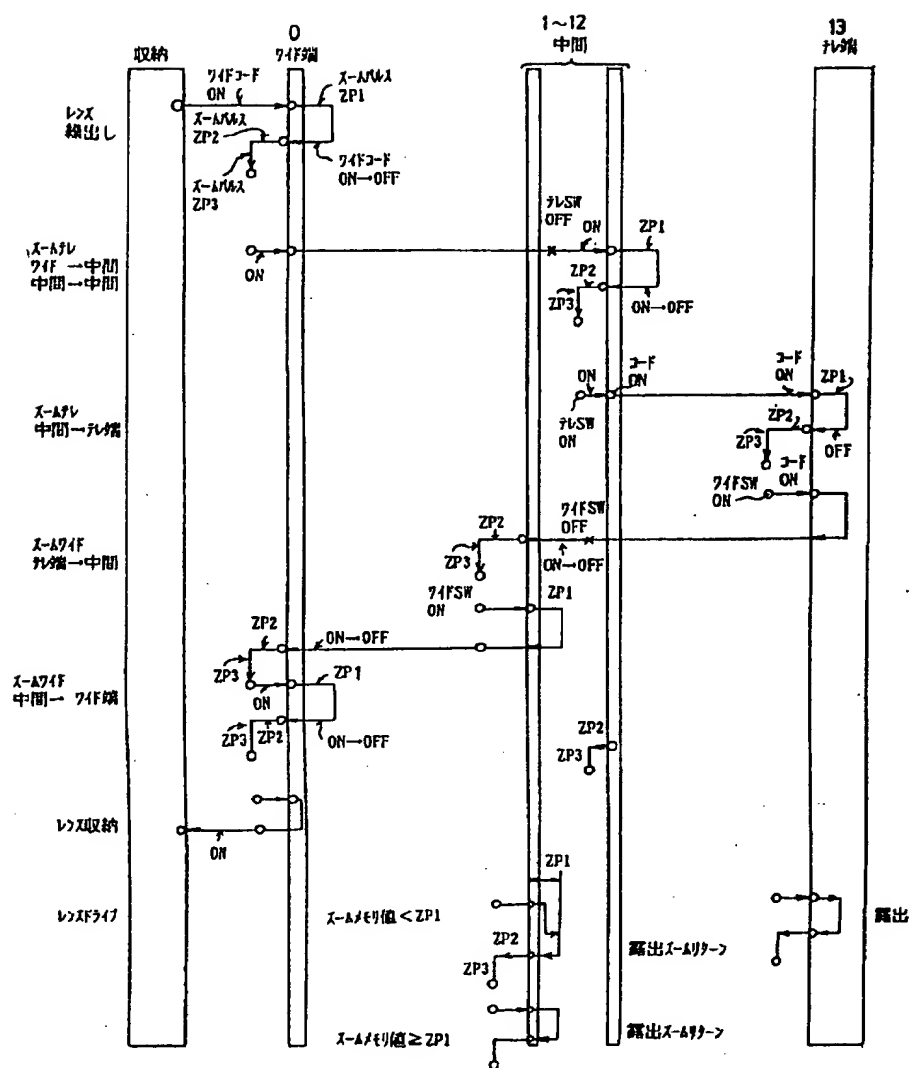 収納
0
ワイド端
1～12
中間
13
テレ端
レンズ
繰出し
ワイドコード
ON
ズームパルス
ZP1
ズームパルス
ZP2
ワイドコード
ON→OFF
ズームパルス
ZP3
ズームテレ
ワイド→中間
中間→中間
ON
テレSW
OFF
ON
ZP1
ZP2
ZP3
ON→OFF
ズームテレ
中間→テレ端
ON
コード
ON
テレSW
ON
コード
ON
ZP1
ZP2
ZP3
OFF
ワイドSW
ON
コード
ON
ズームワイド
テレ端→中間
ZP2
ZP3
ワイドSW
OFF
ON→OFF
ワイドSW
ON
ZP1
ズームワイド
中間→ワイド端
ZP2
ON→OFF
ZP3
ON
ZP1
ZP3
ZP2
ON→OFF
ZP2
ZP3
レンズ収納
ON
レンズドライブ
ズームメモリ値＜ZP1
ZP1
ZP2
ZP3
露出ズームリターン
露出
ズームメモリ値≧ZP1
露出ズームリターン